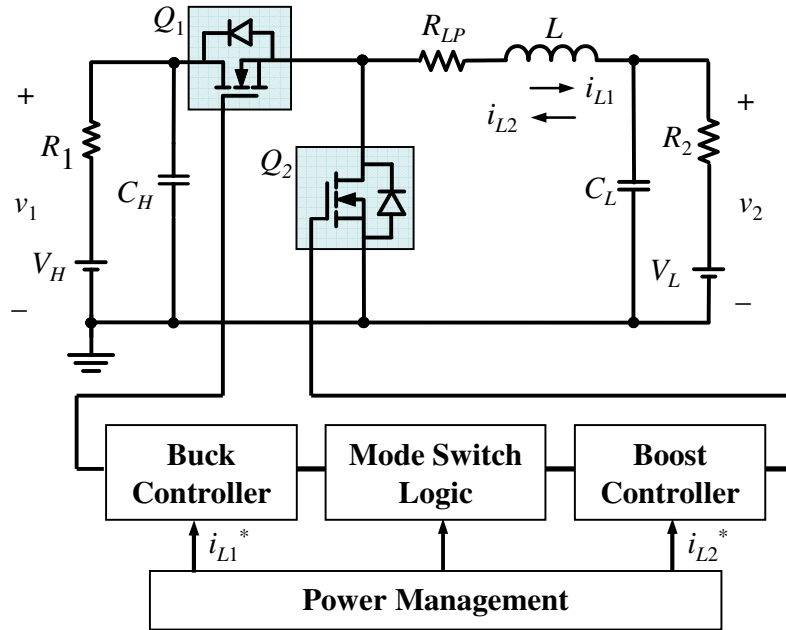 Q1
RLP
L
+
iL1
iL2
+
R1
Q2
R2
CH
CL
v1
v2
VH
VL
−
−
Buck
Controller
Mode Switch
Logic
Boost
Controller
iL1*
iL2*
Power Management